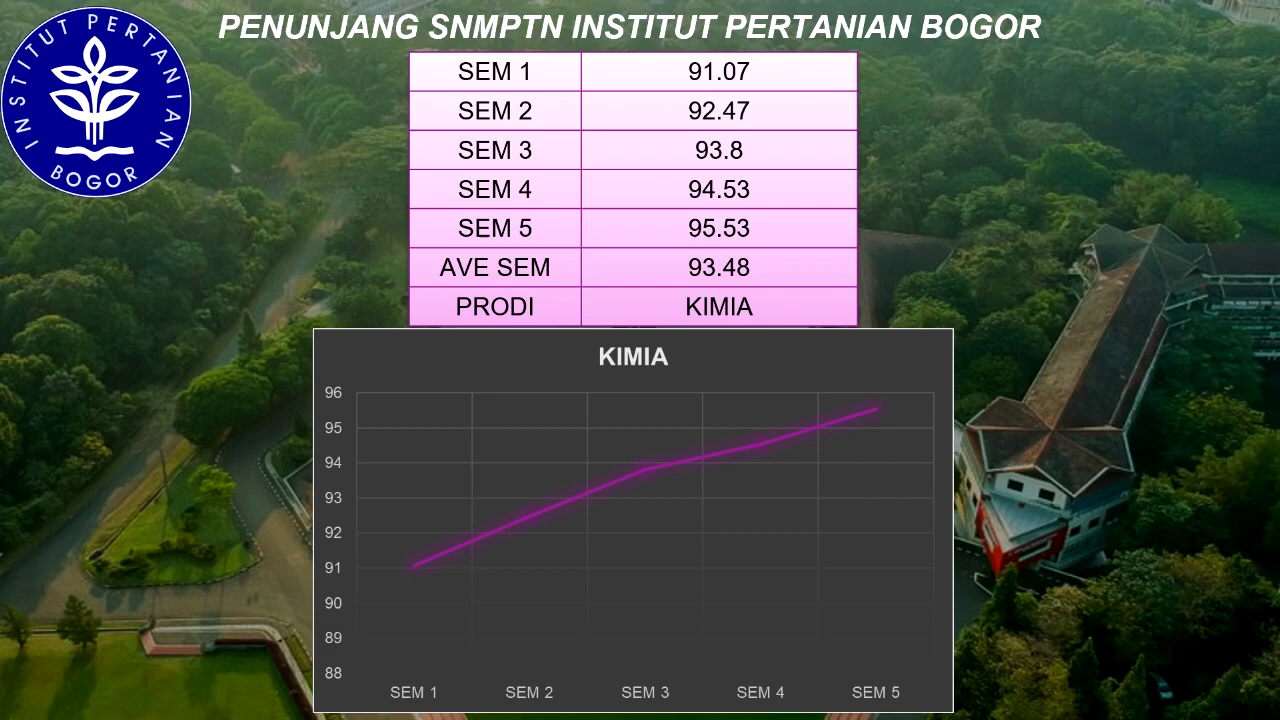 INSTITUT PERTANIAN
BOGOR
PENUNJANG SNMPTN INSTITUT PERTANIAN BOGOR
SEM 1 91.07
SEM 2 92.47
SEM 3 93.8
SEM 4 94.53
SEM 5 95.53
AVE SEM 93.48
PRODI KIMIA
KIMIA
96
95
94
93
92
91
90
89
88
SEM 1 SEM 2 SEM 3 SEM 4 SEM 5